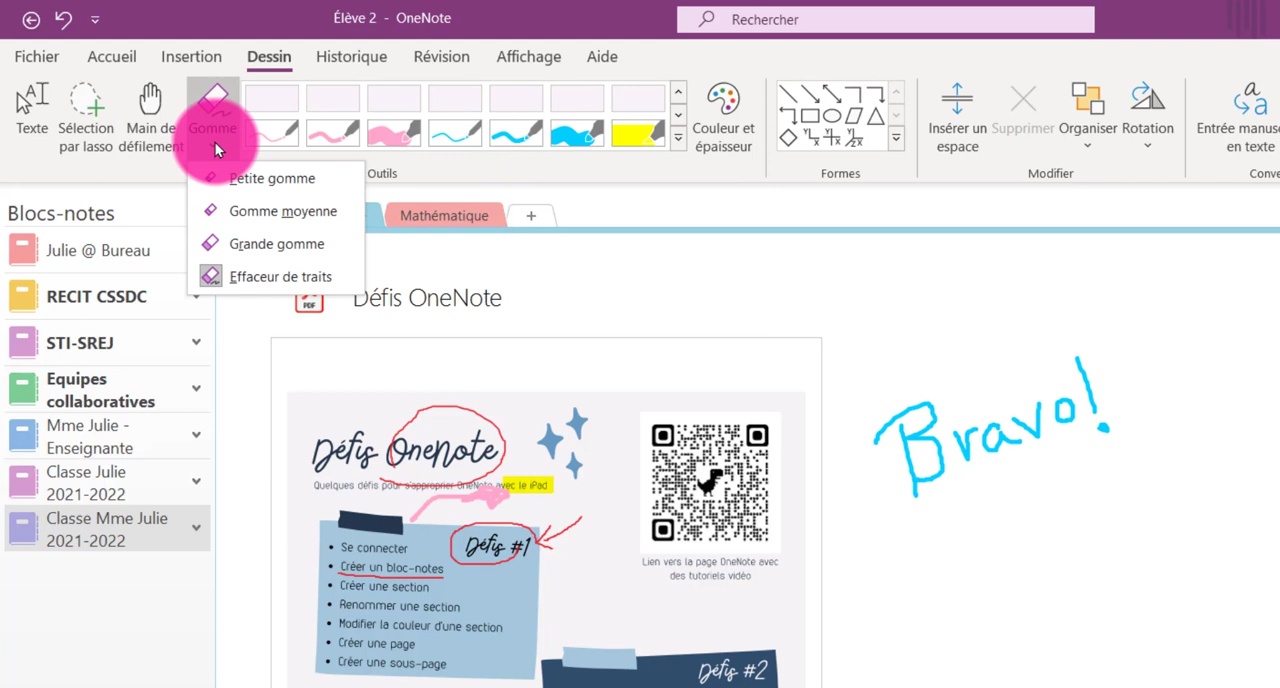 Élève 2 - OneNote
Rechercher
Fichier Accueil Insertion Dessin Historique Révision Affichage Aide
Texte
Sélection
par lasso
Main de
défilement
Gomme
Couleur et
épaisseur
Insérer un
espace
Supprimer
Organiser
Rotation
Entrée manus
en texte
Outils
Formes
Modifier
Conve
Petite gomme
Gomme moyenne
Grande gomme
Effaceur de traits
Blocs-notes
Julie @ Bureau
RECIT CSSDC
STI-SREJ
Equipes
collaboratives
Mme Julie -
Enseignante
Classe Julie
2021-2022
Classe Mme Julie
2021-2022
Mathématique
+
PDF
Défis OneNote
Défis OneNote
Quelques défis pour s'approprier OneNote avec le iPad
Défis #1
• Se connecter
• Créer un bloc-notes
• Créer une section
• Renommer une section
• Modifier la couleur d'une section
• Créer une page
• Créer une sous-page
Lien vers la page OneNote avec
des tutoriels vidéo
Défis #2
Bravo!